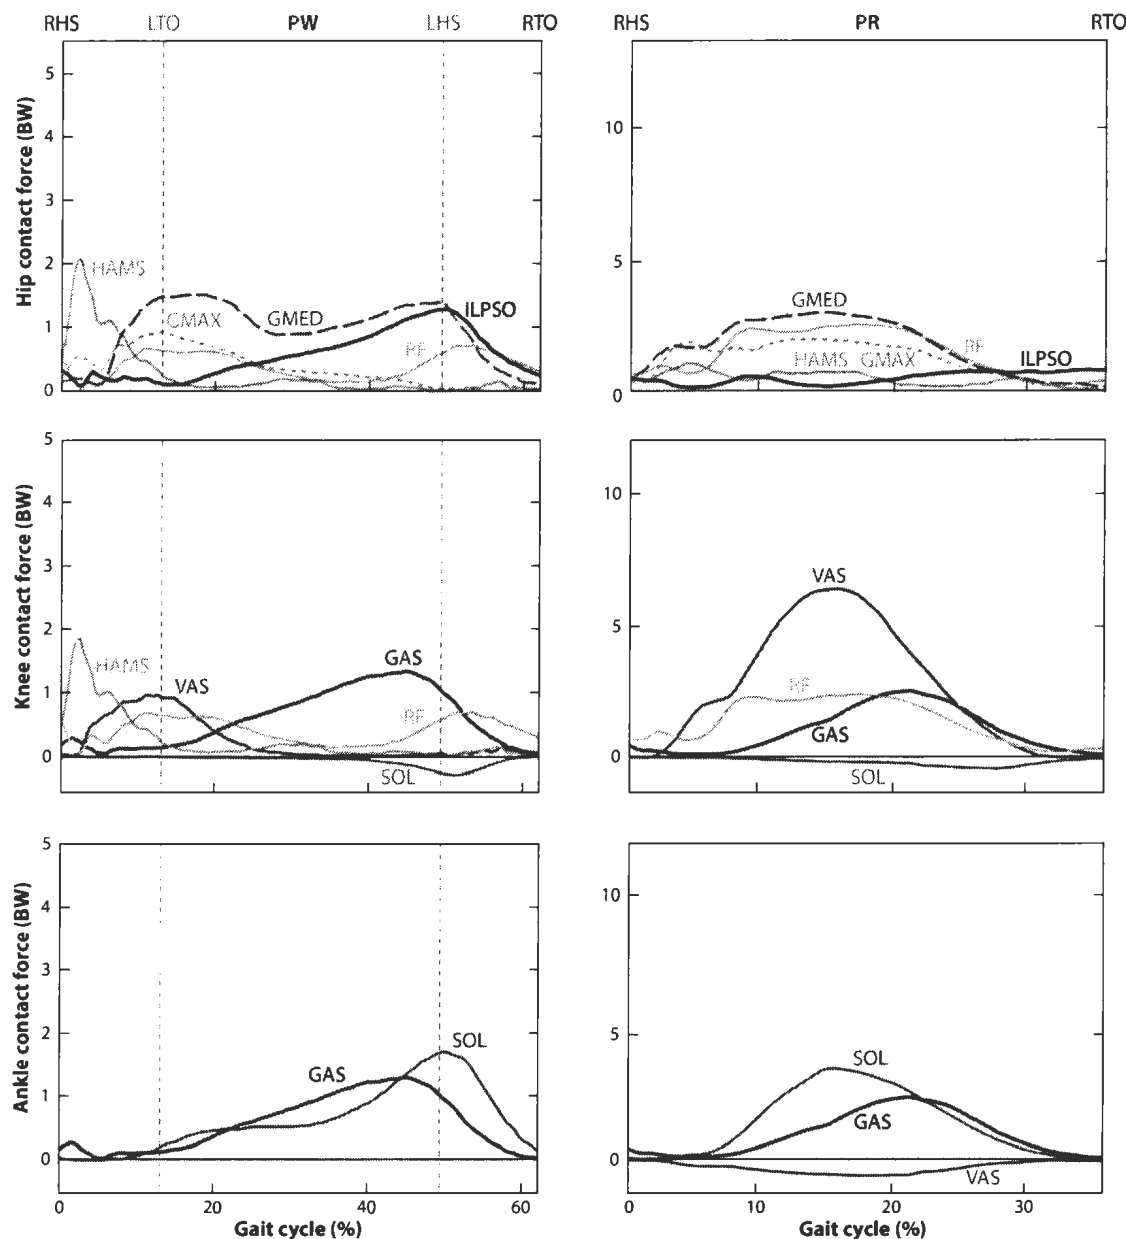 RHS LTO PW LHS RTO
RHS PR RTO
Hip contact force (BW)
5
4
3
2
1
0
HAMS
GMAX
GMED
RF
ILPSO
10
5
0
GMED
HAMS GMAX
RF
ILPSO
Knee contact force (BW)
5
4
3
2
1
0
HAMS
VAS
GAS
RF
SOL
10
5
0
VAS
RF
GAS
SOL
Ankle contact force (BW)
5
4
3
2
1
0
GAS
SOL
0 20 40 60
Gait cycle (%)
10
5
0
SOL
GAS
VAS
0 10 20 30
Gait cycle (%)